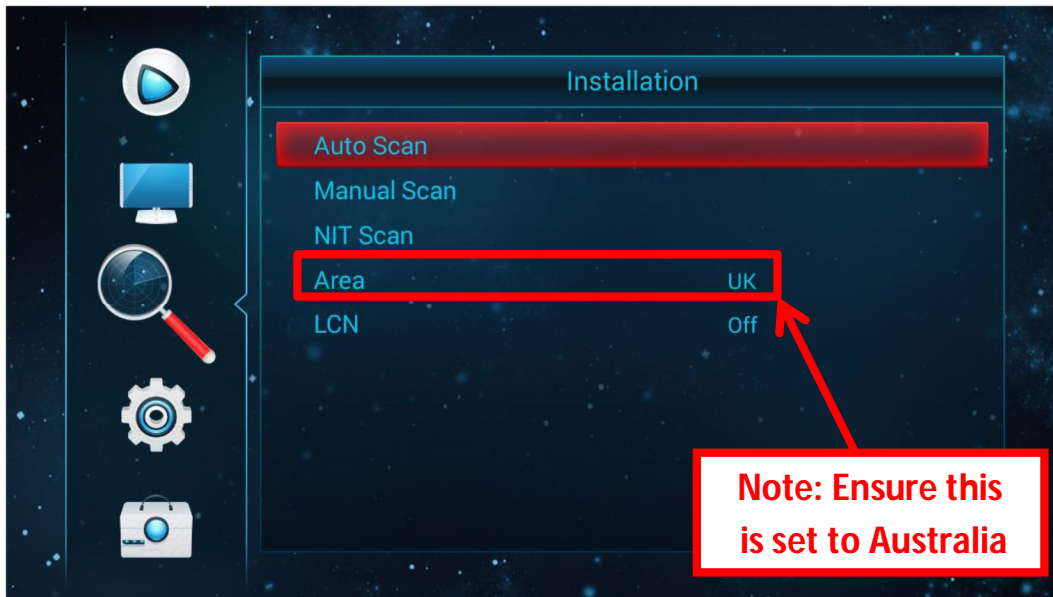 Installation
Auto Scan
Manual Scan
NIT Scan
Area UK
LCN Off
Note: Ensure this
is set to Australia